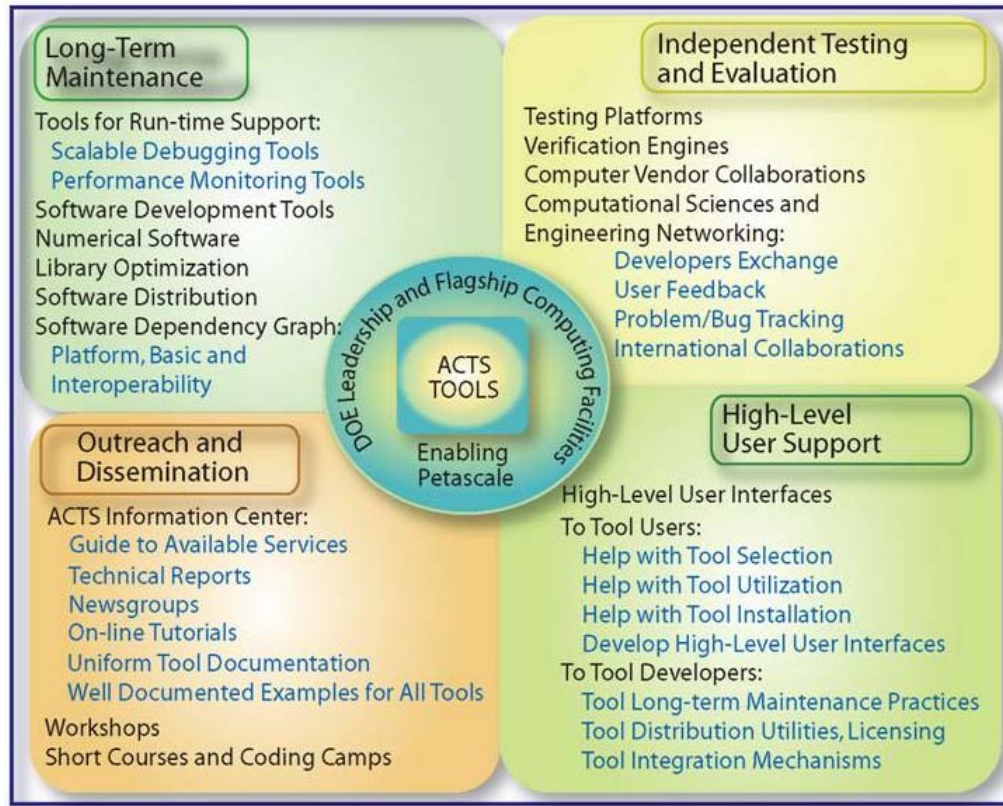 Long-Term
Maintenance
Tools for Run-time Support:
Scalable Debugging Tools
Performance Monitoring Tools
Software Development Tools
Numerical Software
Library Optimization
Software Distribution
Software Dependency Graph:
Platform, Basic and
Interoperability
Independent Testing
and Evaluation
Testing Platforms
Verification Engines
Computer Vendor Collaborations
Computational Sciences and
Engineering Networking:
Developers Exchange
User Feedback
Problem/Bug Tracking
International Collaborations
DOE Leadership and Flagship Computing Facilities
ACTS
TOOLS
Enabling
Petascale
Outreach and
Dissemination
ACTS Information Center:
Guide to Available Services
Technical Reports
Newsgroups
On-line Tutorials
Uniform Tool Documentation
Well Documented Examples for All Tools
Workshops
Short Courses and Coding Camps
High-Level
User Support
High-Level User Interfaces
To Tool Users:
Help with Tool Selection
Help with Tool Utilization
Help with Tool Installation
Develop High-Level User Interfaces
To Tool Developers:
Tool Long-term Maintenance Practices
Tool Distribution Utilities, Licensing
Tool Integration Mechanisms